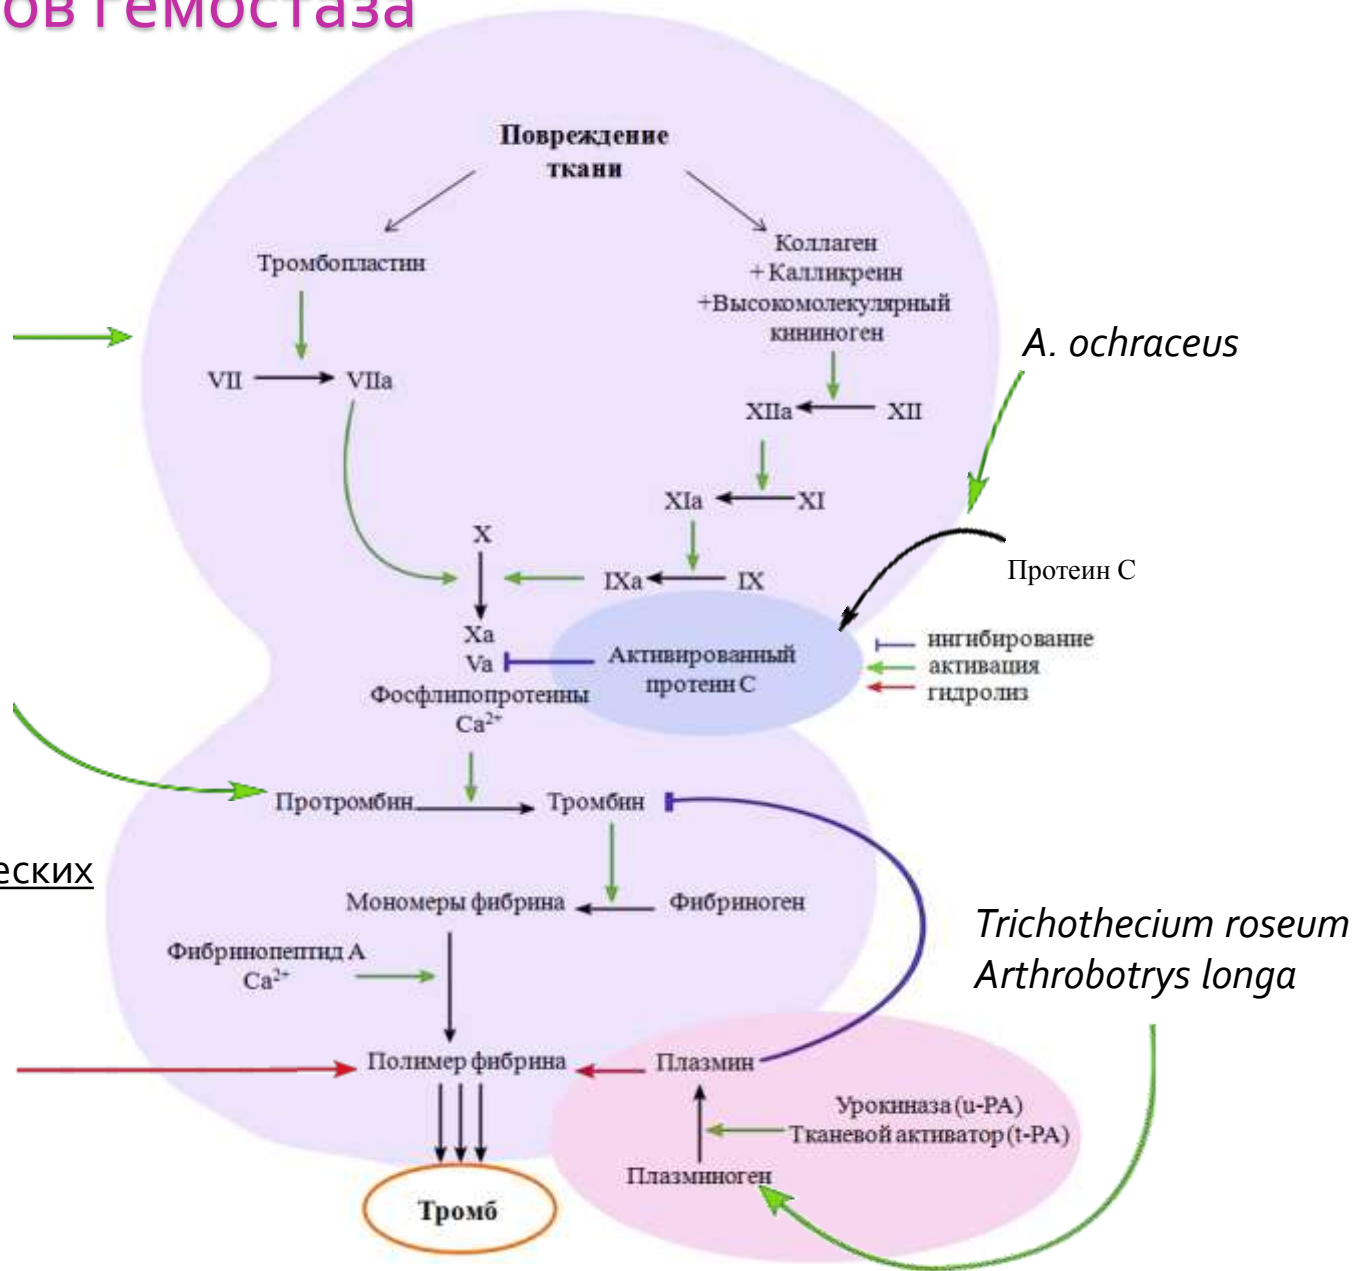 ов гемостаза
Повреждение
ткани
Тромбопластин
Коллаген
+ Калликреин
+Высокомолекулярный
кининоген
A. ochraceus
VII
VIIa
XIIa
XII
XIa
XI
X
IXa
IX
Протеин C
Xa
Va
Фосфлипопротеины
Ca²⁺
Активированный
протеин C
ингибирование
активация
гидролиз
Протромбин
Тромбин
еских
Мономеры фибрина
Фибриноген
Фибринопептид A
Ca²⁺
Trichothecium roseum
Arthrobotrys longa
Полимер фибрина
Плазмин
Урокиназа (u-PA)
Тканевой активатор (t-PA)
Плазминоген
Тромб